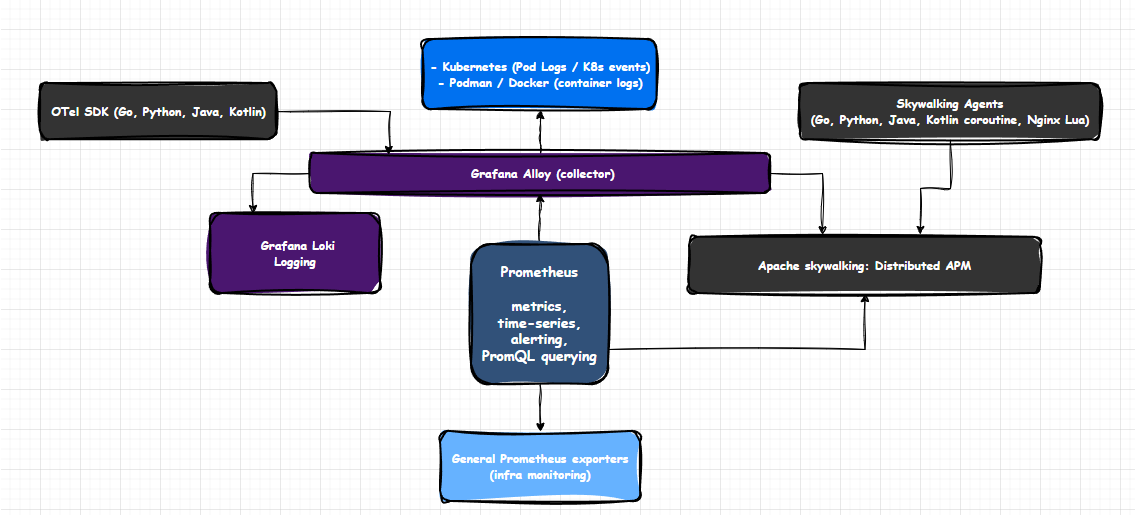 - Kubernetes (Pod Logs / K8s events)
- Podman / Docker (container logs)
OTel SDK (Go, Python, Java, Kotlin)
Skywalking Agents
(Go, Python, Java, Kotlin coroutine, Nginx Lua)
Grafana Alloy (collector)
Grafana Loki
Logging
Apache skywalking: Distributed APM
Prometheus
metrics,
time-series,
alerting,
PromQL querying
General Prometheus exporters
(infra monitoring)